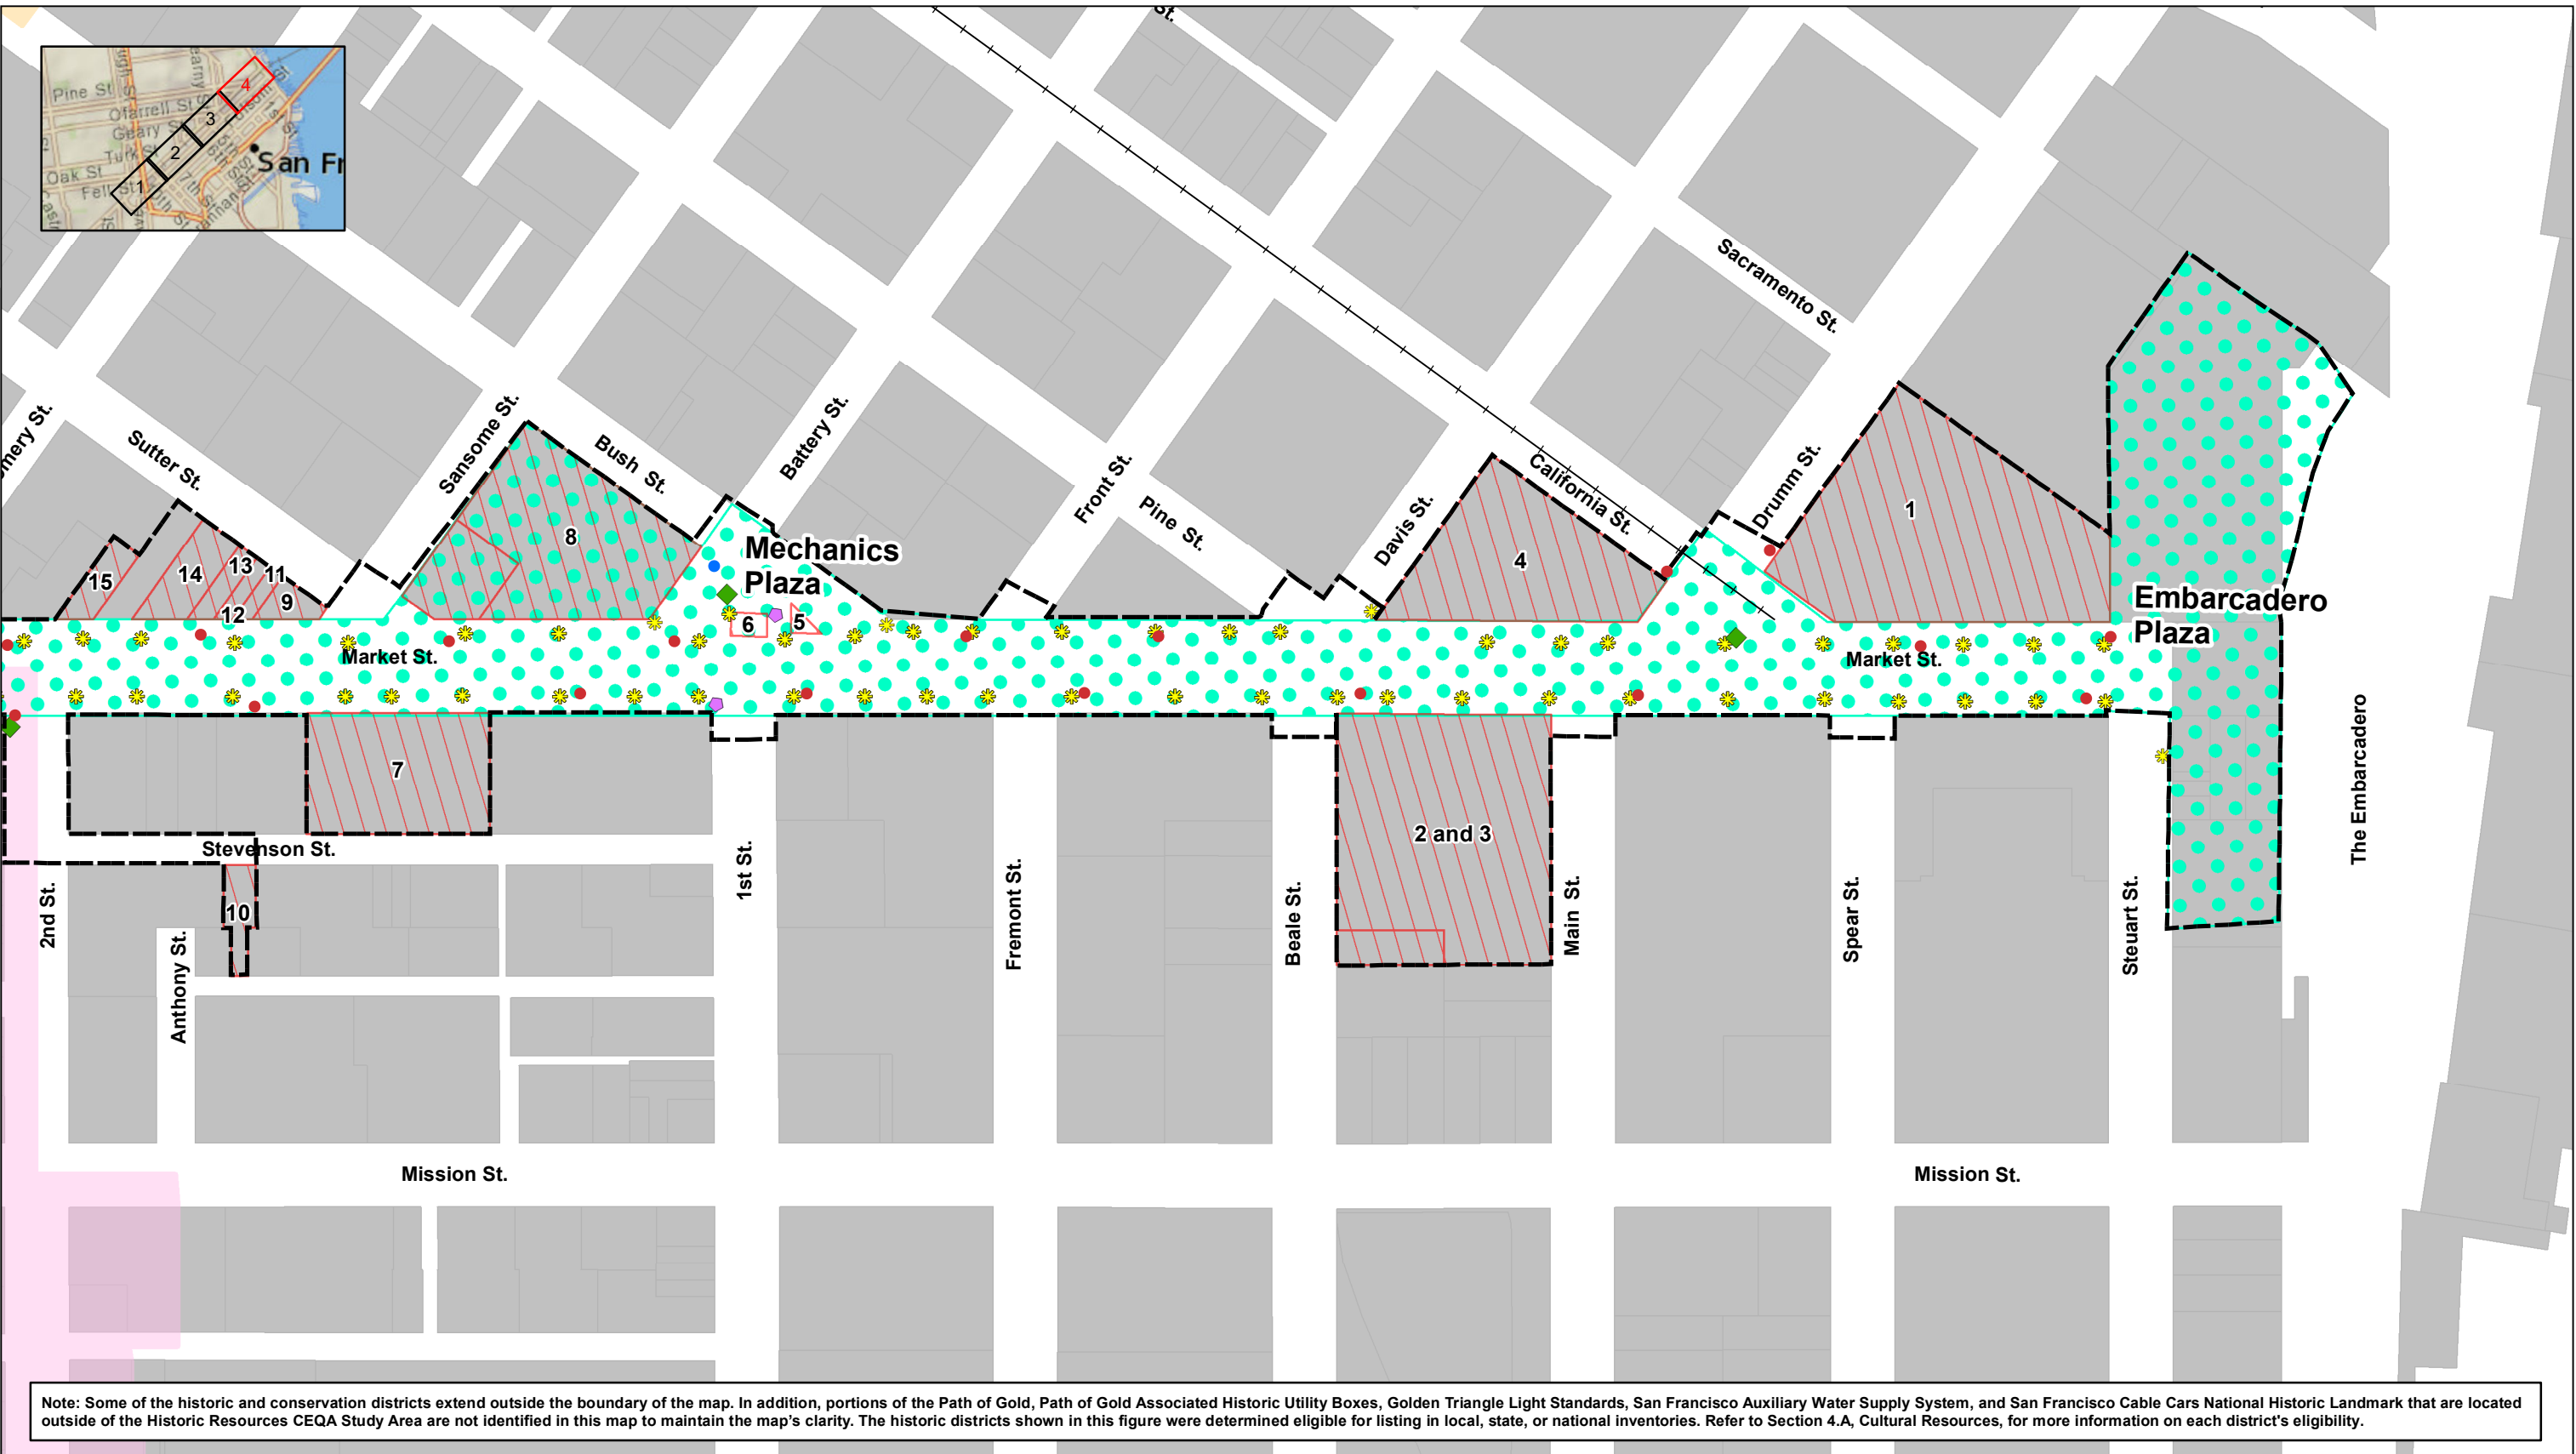 St.
Pine St
Ofarrell St
Geary
Turk St
Oak St
Fell St
1st St
5th St
6th St
7th St
San Fr
1
2
3
4
Sacramento St.
Sutter St.
Sansome St.
Bush St.
Battery St.
Front St.
Pine St.
Davis St.
California St.
Drumm St.
15
14
13
11
12
9
8
Mechanics
Plaza
6
5
4
1
Embarcadero
Plaza
Market St.
Market St.
7
2 and 3
Stevenson St.
10
2nd St.
Anthony St.
1st St.
Fremont St.
Beale St.
Main St.
Spear St.
Steuart St.
The Embarcadero
Mission St.
Mission St.
Note: Some of the historic and conservation districts extend outside the boundary of the map. In addition, portions of the Path of Gold, Path of Gold Associated Historic Utility Boxes, Golden Triangle Light Standards, San Francisco Auxiliary Water Supply System, and San Francisco Cable Cars National Historic Landmark that are located
outside of the Historic Resources CEQA Study Area are not identified in this map to maintain the map's clarity. The historic districts shown in this figure were determined eligible for listing in local, state, or national inventories. Refer to Section 4.A, Cultural Resources, for more information on each district's eligibility.